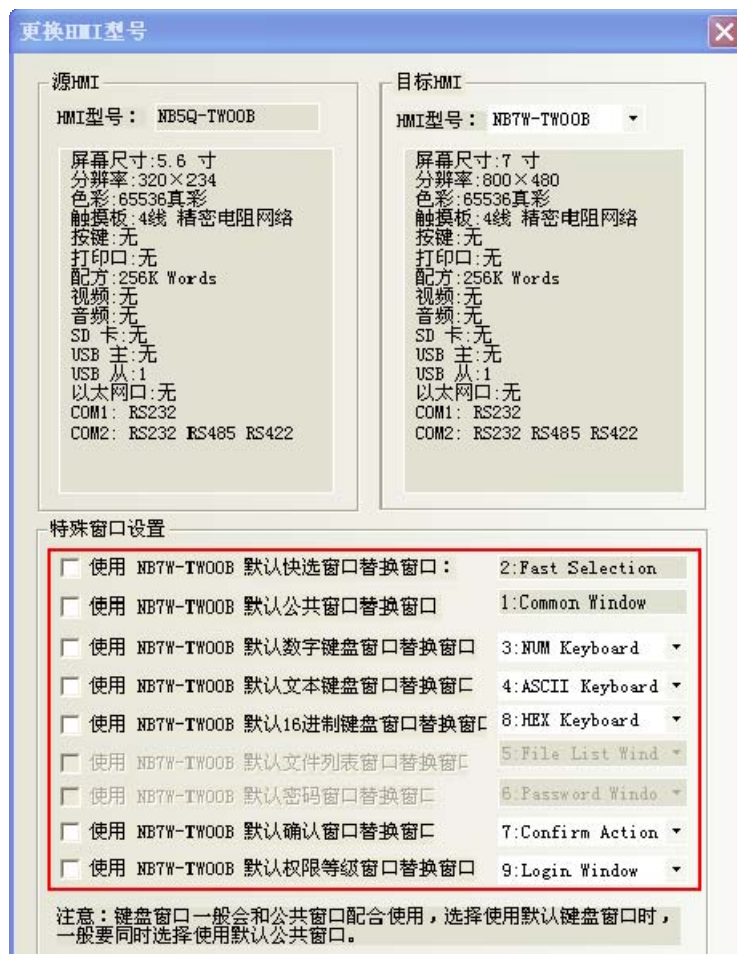 更换HMI型号
源HMI
HMI型号： NB5Q-TW00B
屏幕尺寸:5.6 寸
分辨率:320×234
色彩:65536真彩
触摸板:4线 精密电阻网络
按键:无
打印口:无
配方:256K Words
视频:无
音频:无
SD 卡:无
USB 主:无
USB 从:1
以太网口:无
COM1: RS232
COM2: RS232 RS485 RS422
目标HMI
HMI型号： NB7W-TW00B
屏幕尺寸:7 寸
分辨率:800×480
色彩:65536真彩
触摸板:4线 精密电阻网络
按键:无
打印口:无
配方:256K Words
视频:无
音频:无
SD 卡:无
USB 主:无
USB 从:1
以太网口:无
COM1: RS232
COM2: RS232 RS485 RS422
特殊窗口设置
使用 NB7W-TW00B 默认快选窗口替换窗口： 2:Fast Selection
使用 NB7W-TW00B 默认公共窗口替换窗口 1:Common Window
使用 NB7W-TW00B 默认数字键盘窗口替换窗口 3:NUM Keyboard
使用 NB7W-TW00B 默认文本键盘窗口替换窗口 4:ASCII Keyboard
使用 NB7W-TW00B 默认16进制键盘窗口替换窗口 8:HEX Keyboard
使用 NB7W-TW00B 默认文件列表窗口替换窗口 5:File List Wind
使用 NB7W-TW00B 默认密码窗口替换窗口 6:Password Windo
使用 NB7W-TW00B 默认确认窗口替换窗口 7:Confirm Action
使用 NB7W-TW00B 默认权限等级窗口替换窗口 9:Login Window
注意：键盘窗口一般会和公共窗口配合使用，选择使用默认键盘窗口时，
一般要同时选择使用默认公共窗口。